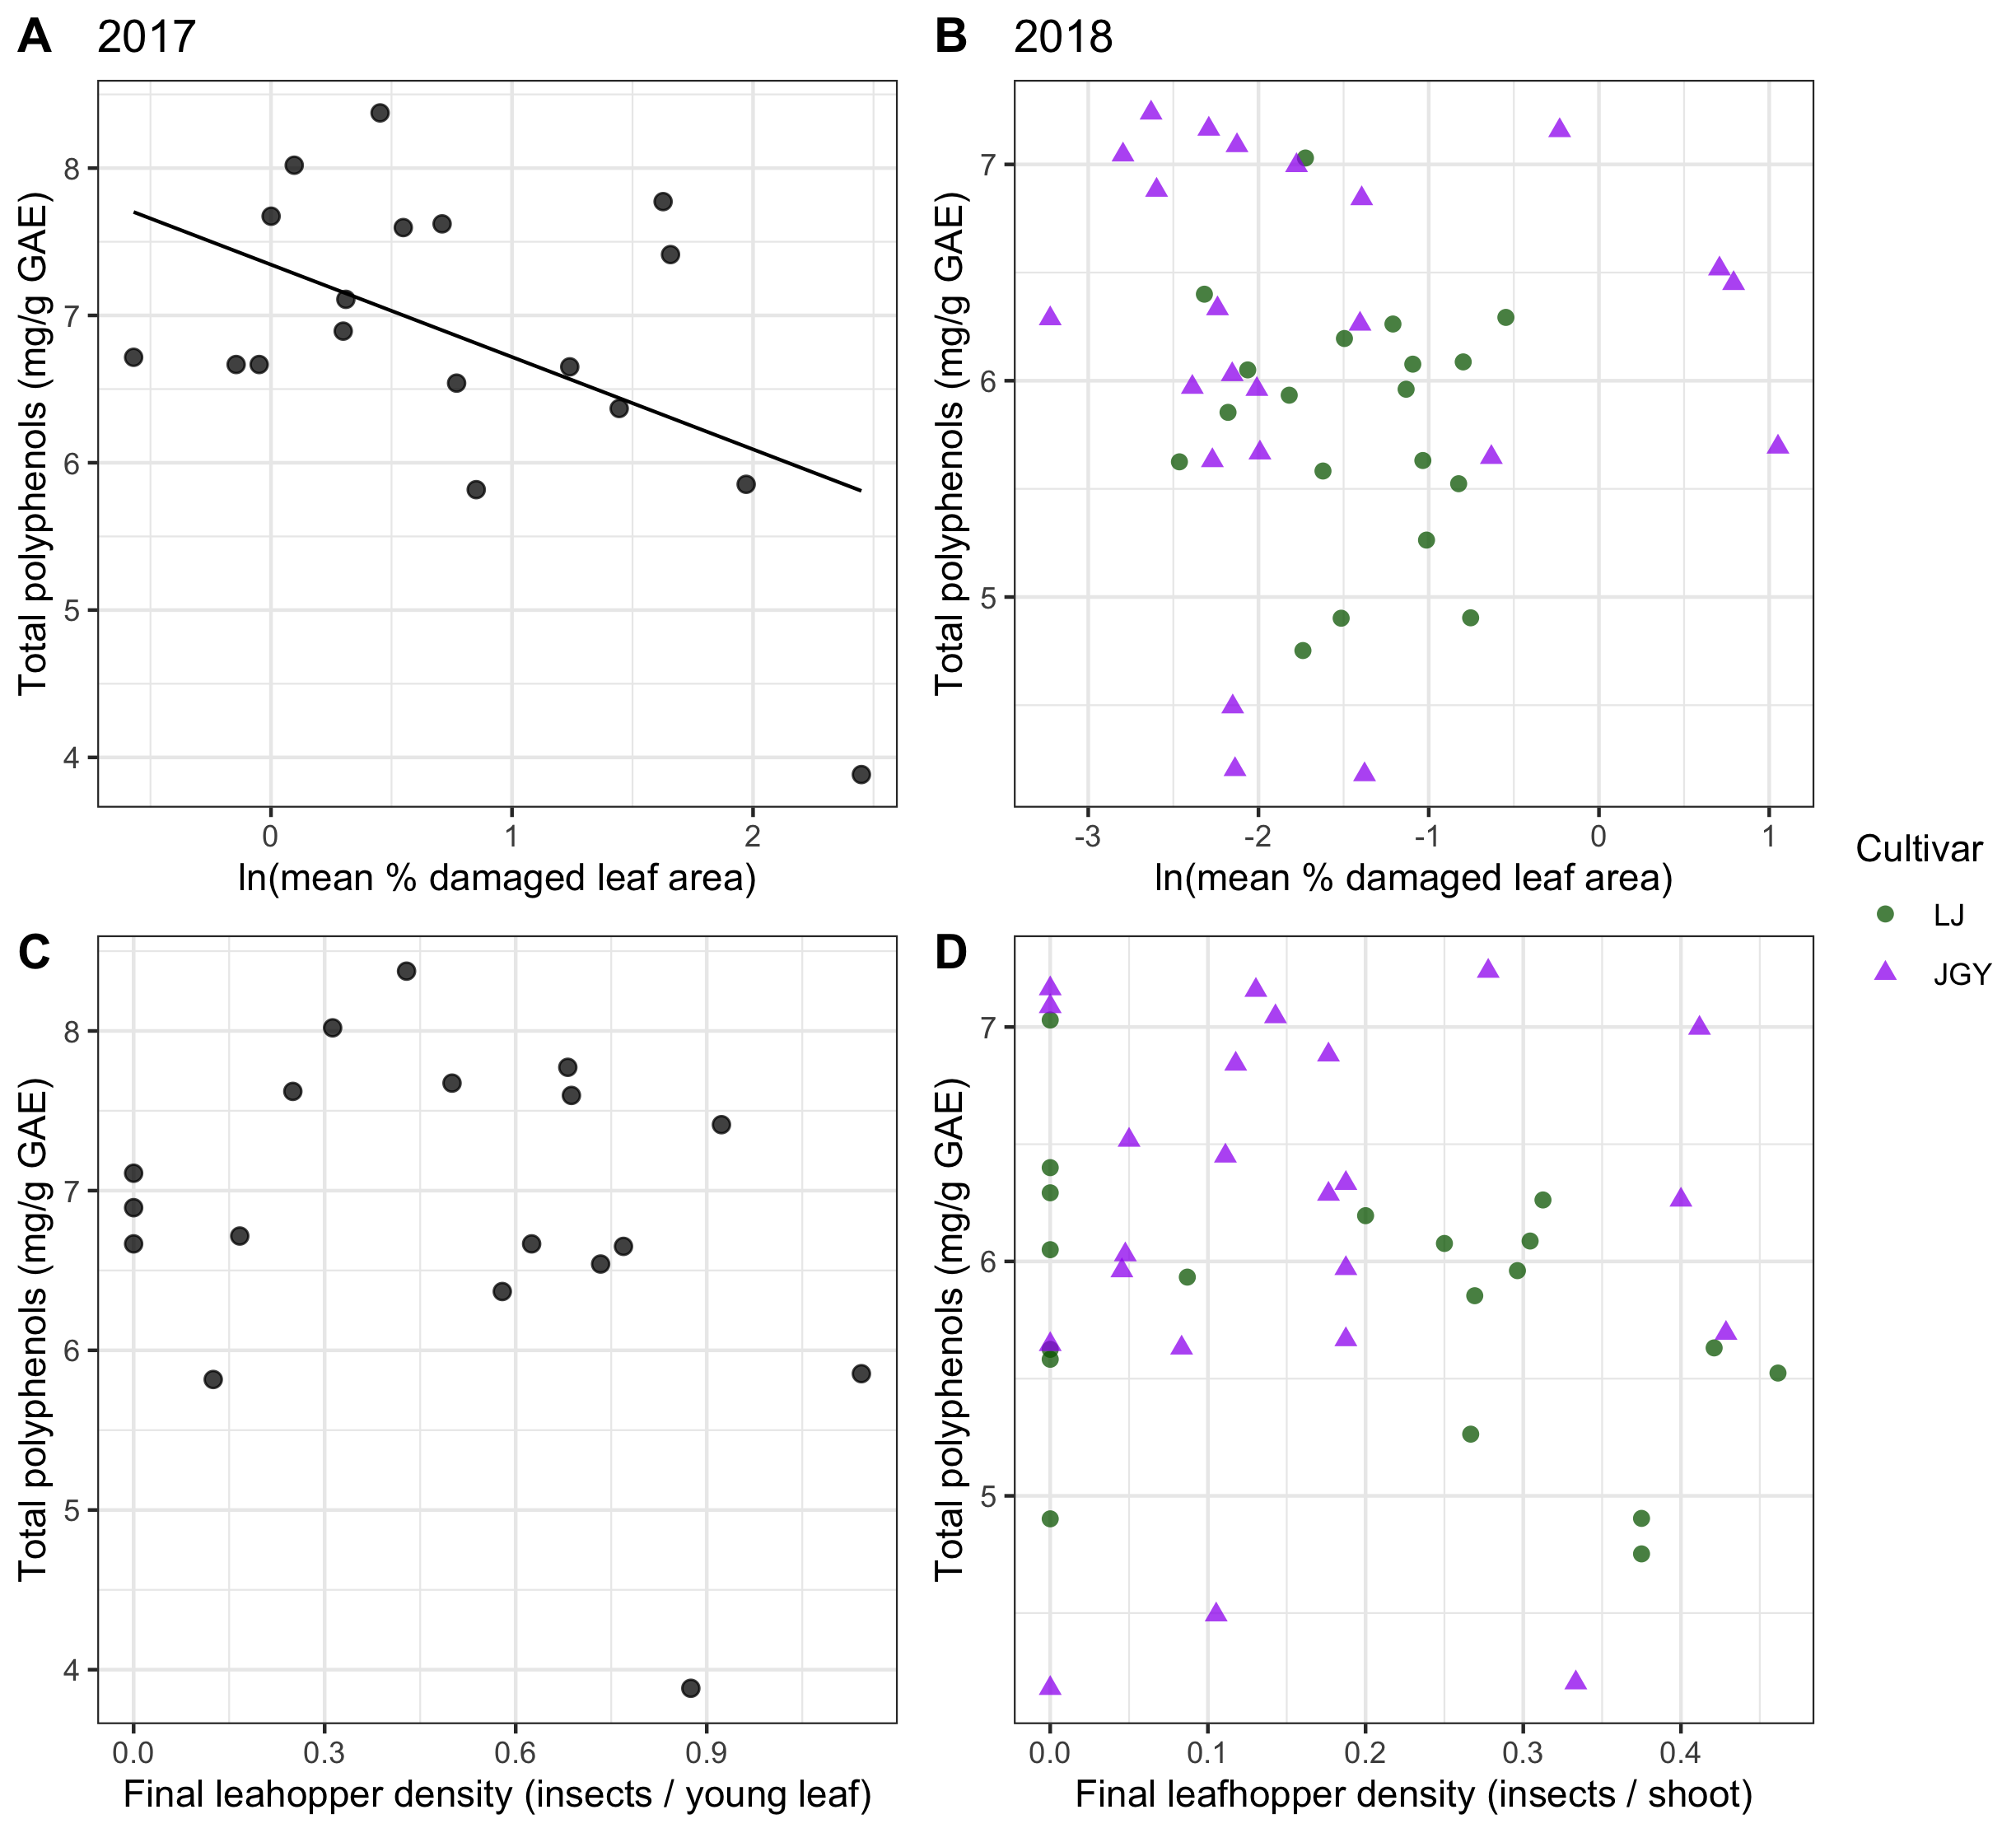 A 2017
Total polyphenols (mg/g GAE)
8
7
6
5
4
0 1 2
ln(mean % damaged leaf area)
B 2018
Total polyphenols (mg/g GAE)
7
6
5
-3 -2 -1 0 1
ln(mean % damaged leaf area)
Cultivar
LJ
JGY
C
Total polyphenols (mg/g GAE)
8
7
6
5
4
0.0 0.3 0.6 0.9
Final leahopper density (insects / young leaf)
D
Total polyphenols (mg/g GAE)
7
6
5
0.0 0.1 0.2 0.3 0.4
Final leafhopper density (insects / shoot)